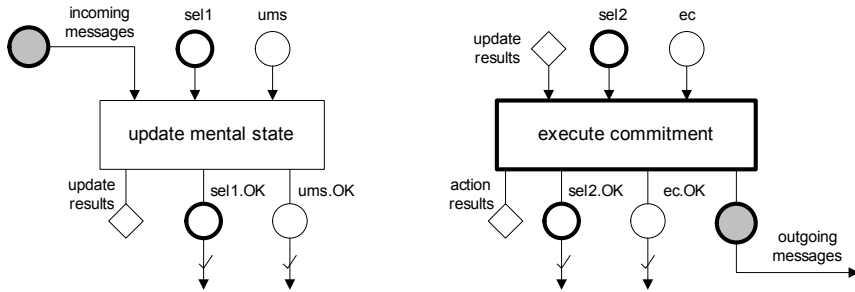 incoming
messages
sel1
ums
update mental state
update
results
sel1.OK
ums.OK
update
results
sel2
ec
execute commitment
action
results
sel2.OK
ec.OK
outgoing
messages